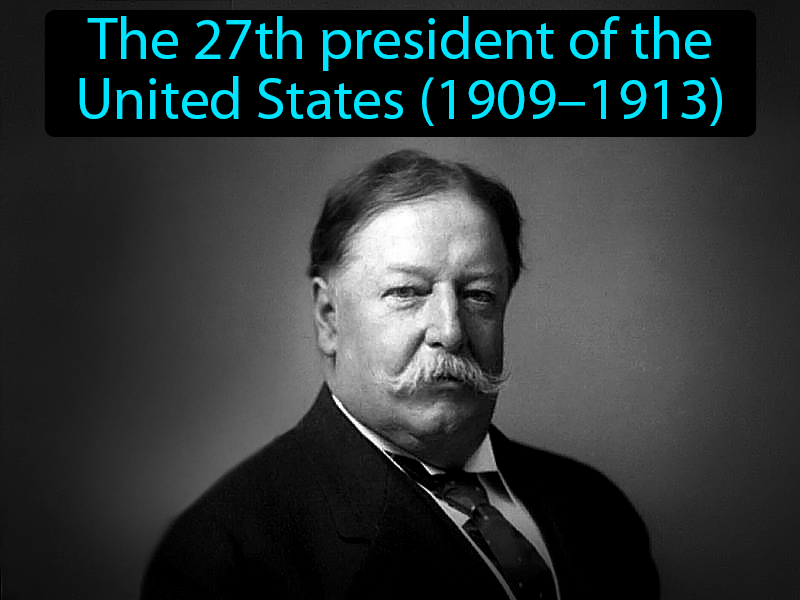 The 27th president of the
United States (1909–1913)